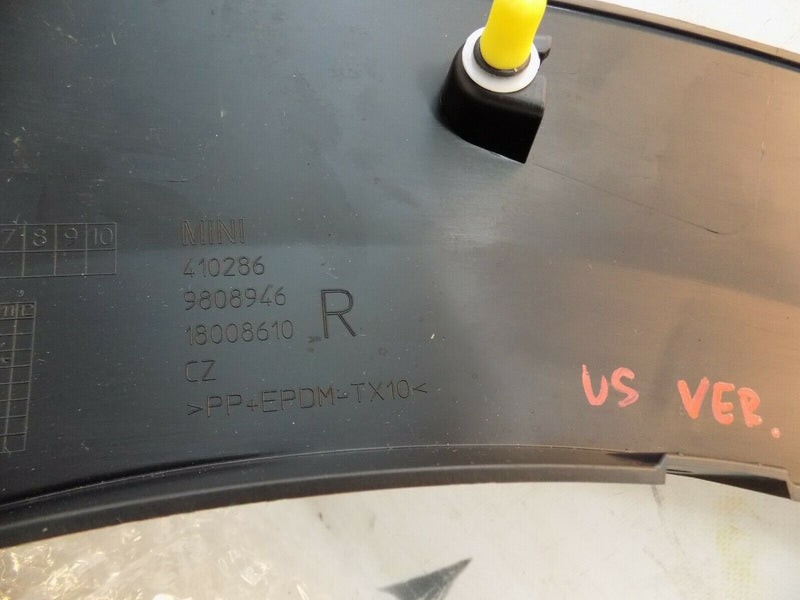 7 8 9 10
MINI
410286
9808946
18008610
R
CZ
>PP+EPDM-TX10<
US VER.